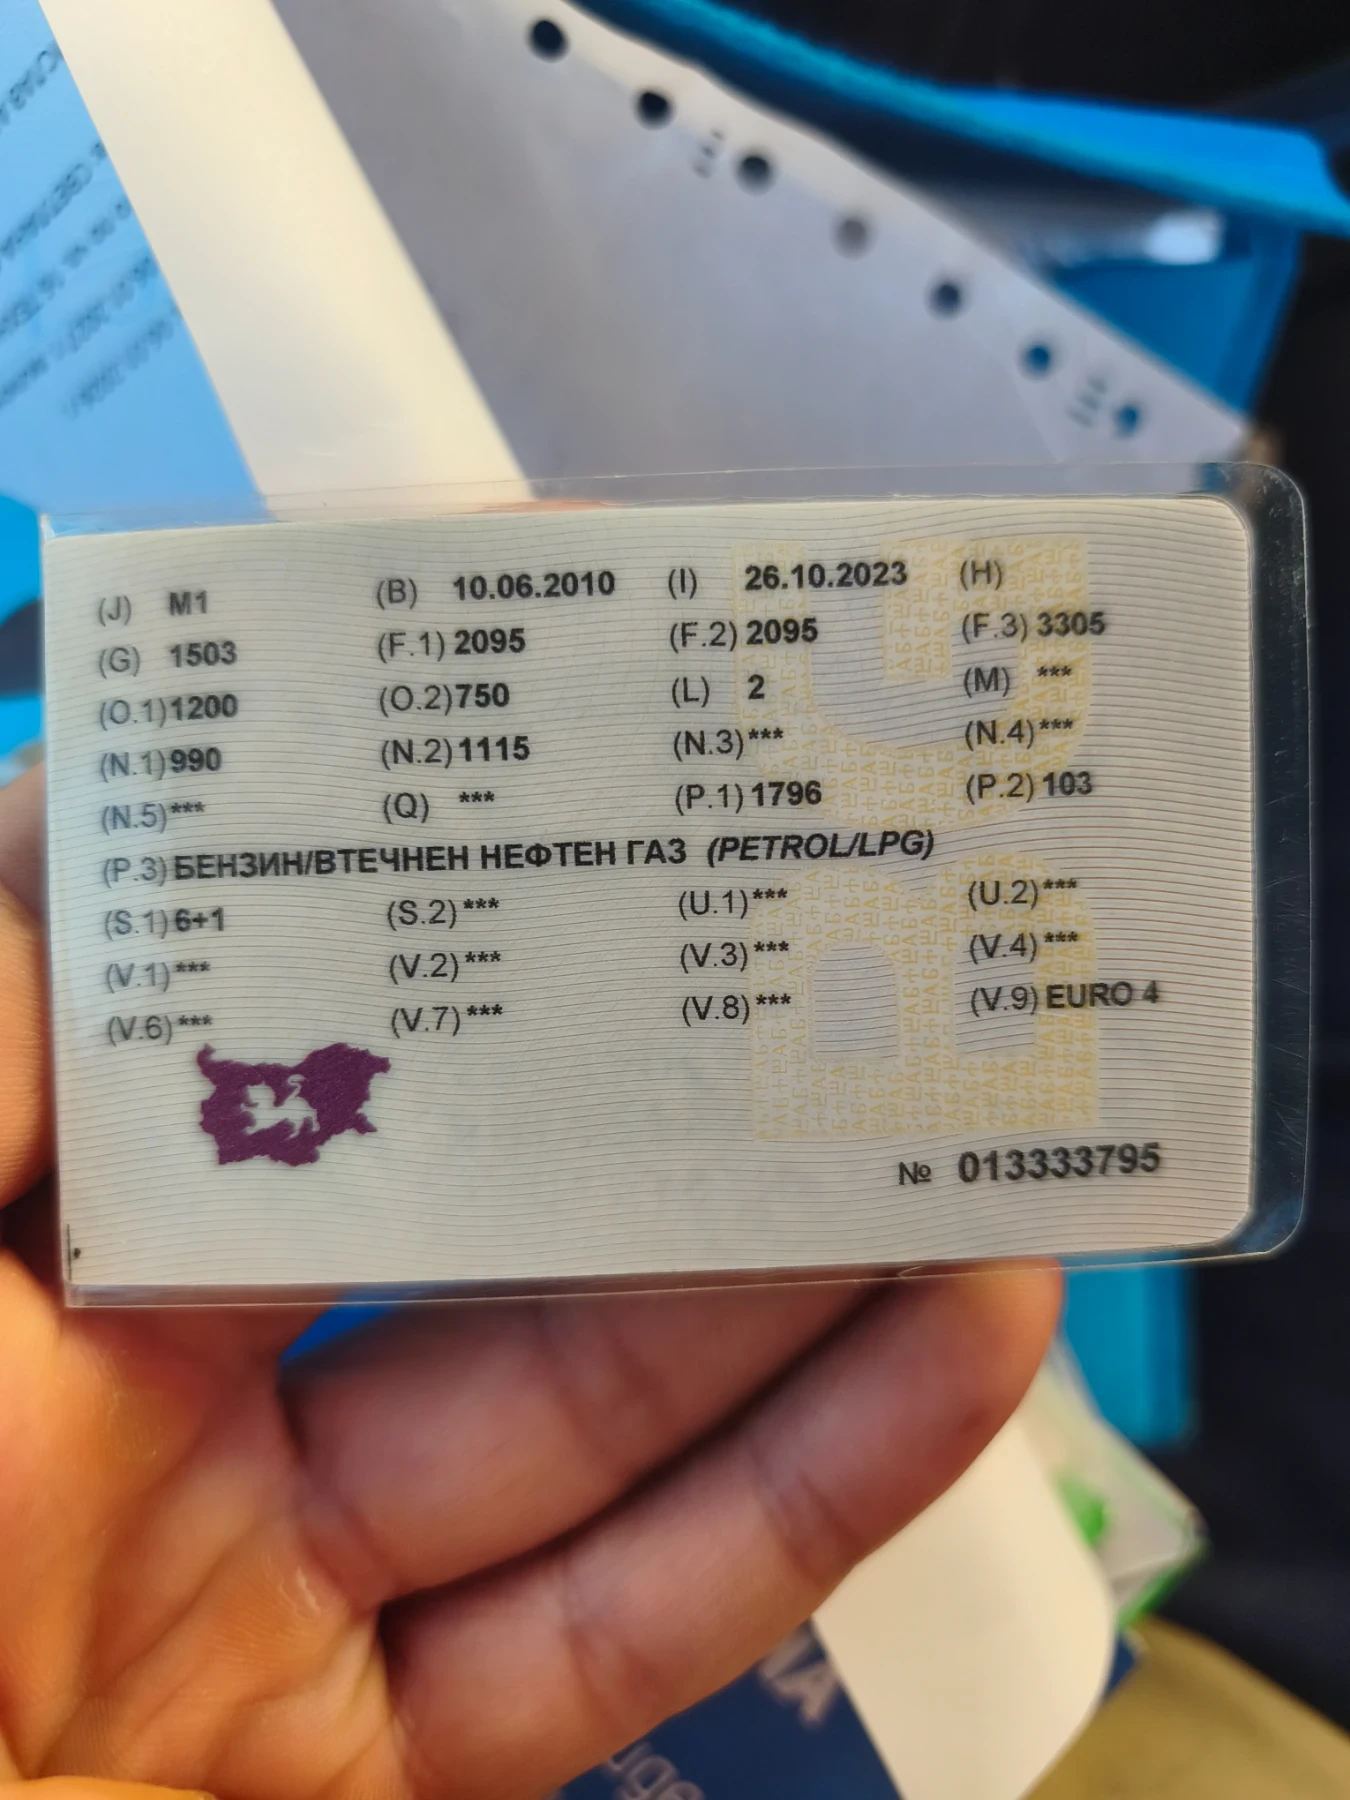 (J) M1 (B) 10.06.2010 (I) 26.10.2023 (H)
(G) 1503 (F.1) 2095 (F.2) 2095 (F.3) 3305
(O.1) 1200 (O.2) 750 (L) 2 (M) ***
(N.1) 990 (N.2) 1115 (N.3) *** (N.4) ***
(N.5) *** (Q) *** (P.1) 1796 (P.2) 103
(P.3) БЕНЗИН/ВТЕЧНЕН НЕФТЕН ГАЗ (PETROL/LPG)
(S.1) 6+1 (S.2) *** (U.1) *** (U.2) ***
(V.1) *** (V.2) *** (V.3) *** (V.4) ***
(V.6) *** (V.7) *** (V.8) *** (V.9) EURO 4
№ 013333795